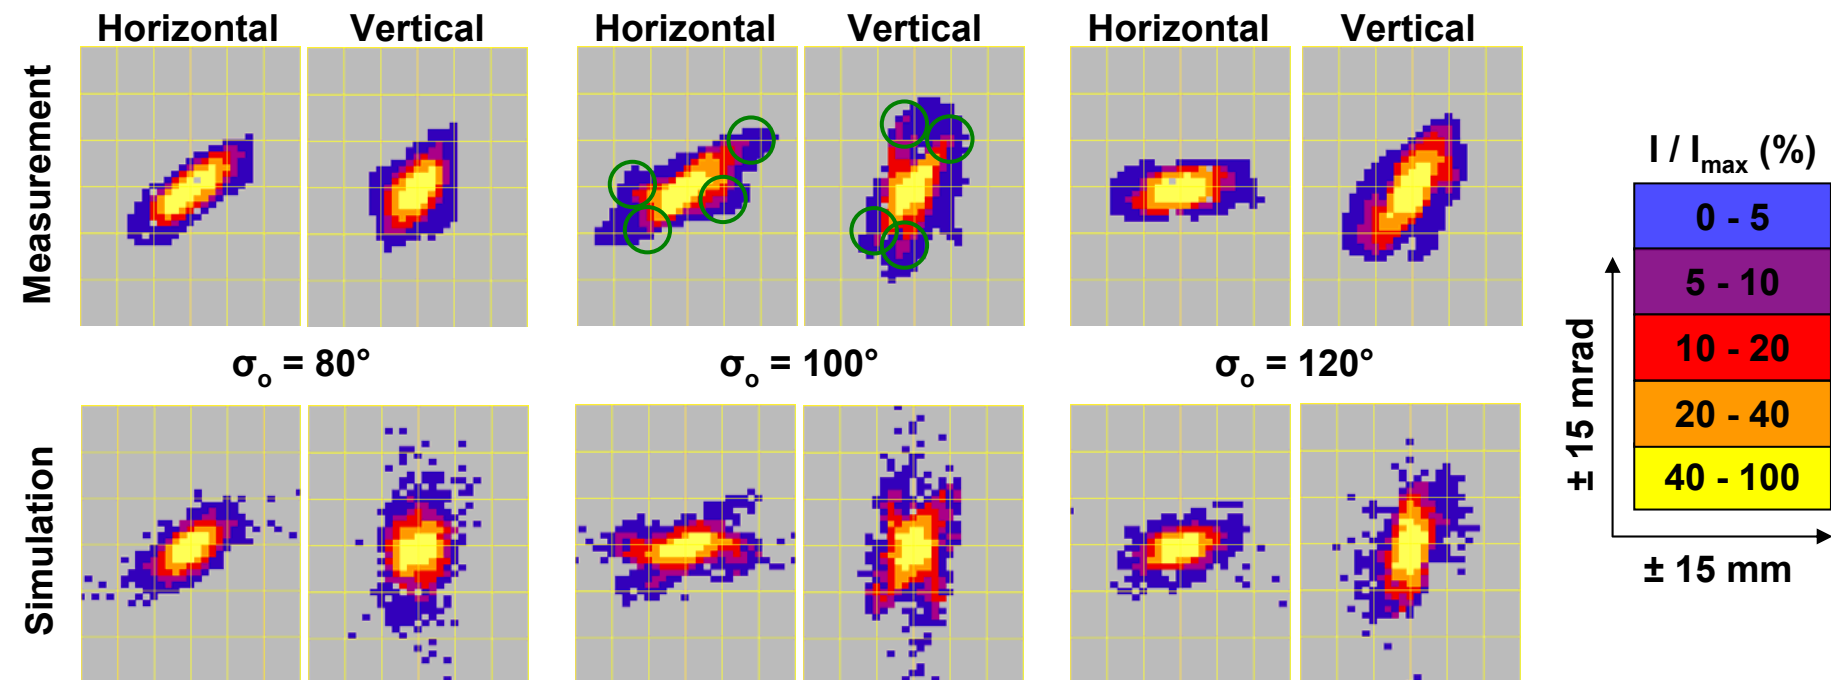 Horizontal Vertical Horizontal Vertical Horizontal Vertical
Measurement
σo = 80° σo = 100° σo = 120°
Simulation
I / Imax (%)
0 - 5
5 - 10
10 - 20
20 - 40
40 - 100
± 15 mrad
± 15 mm